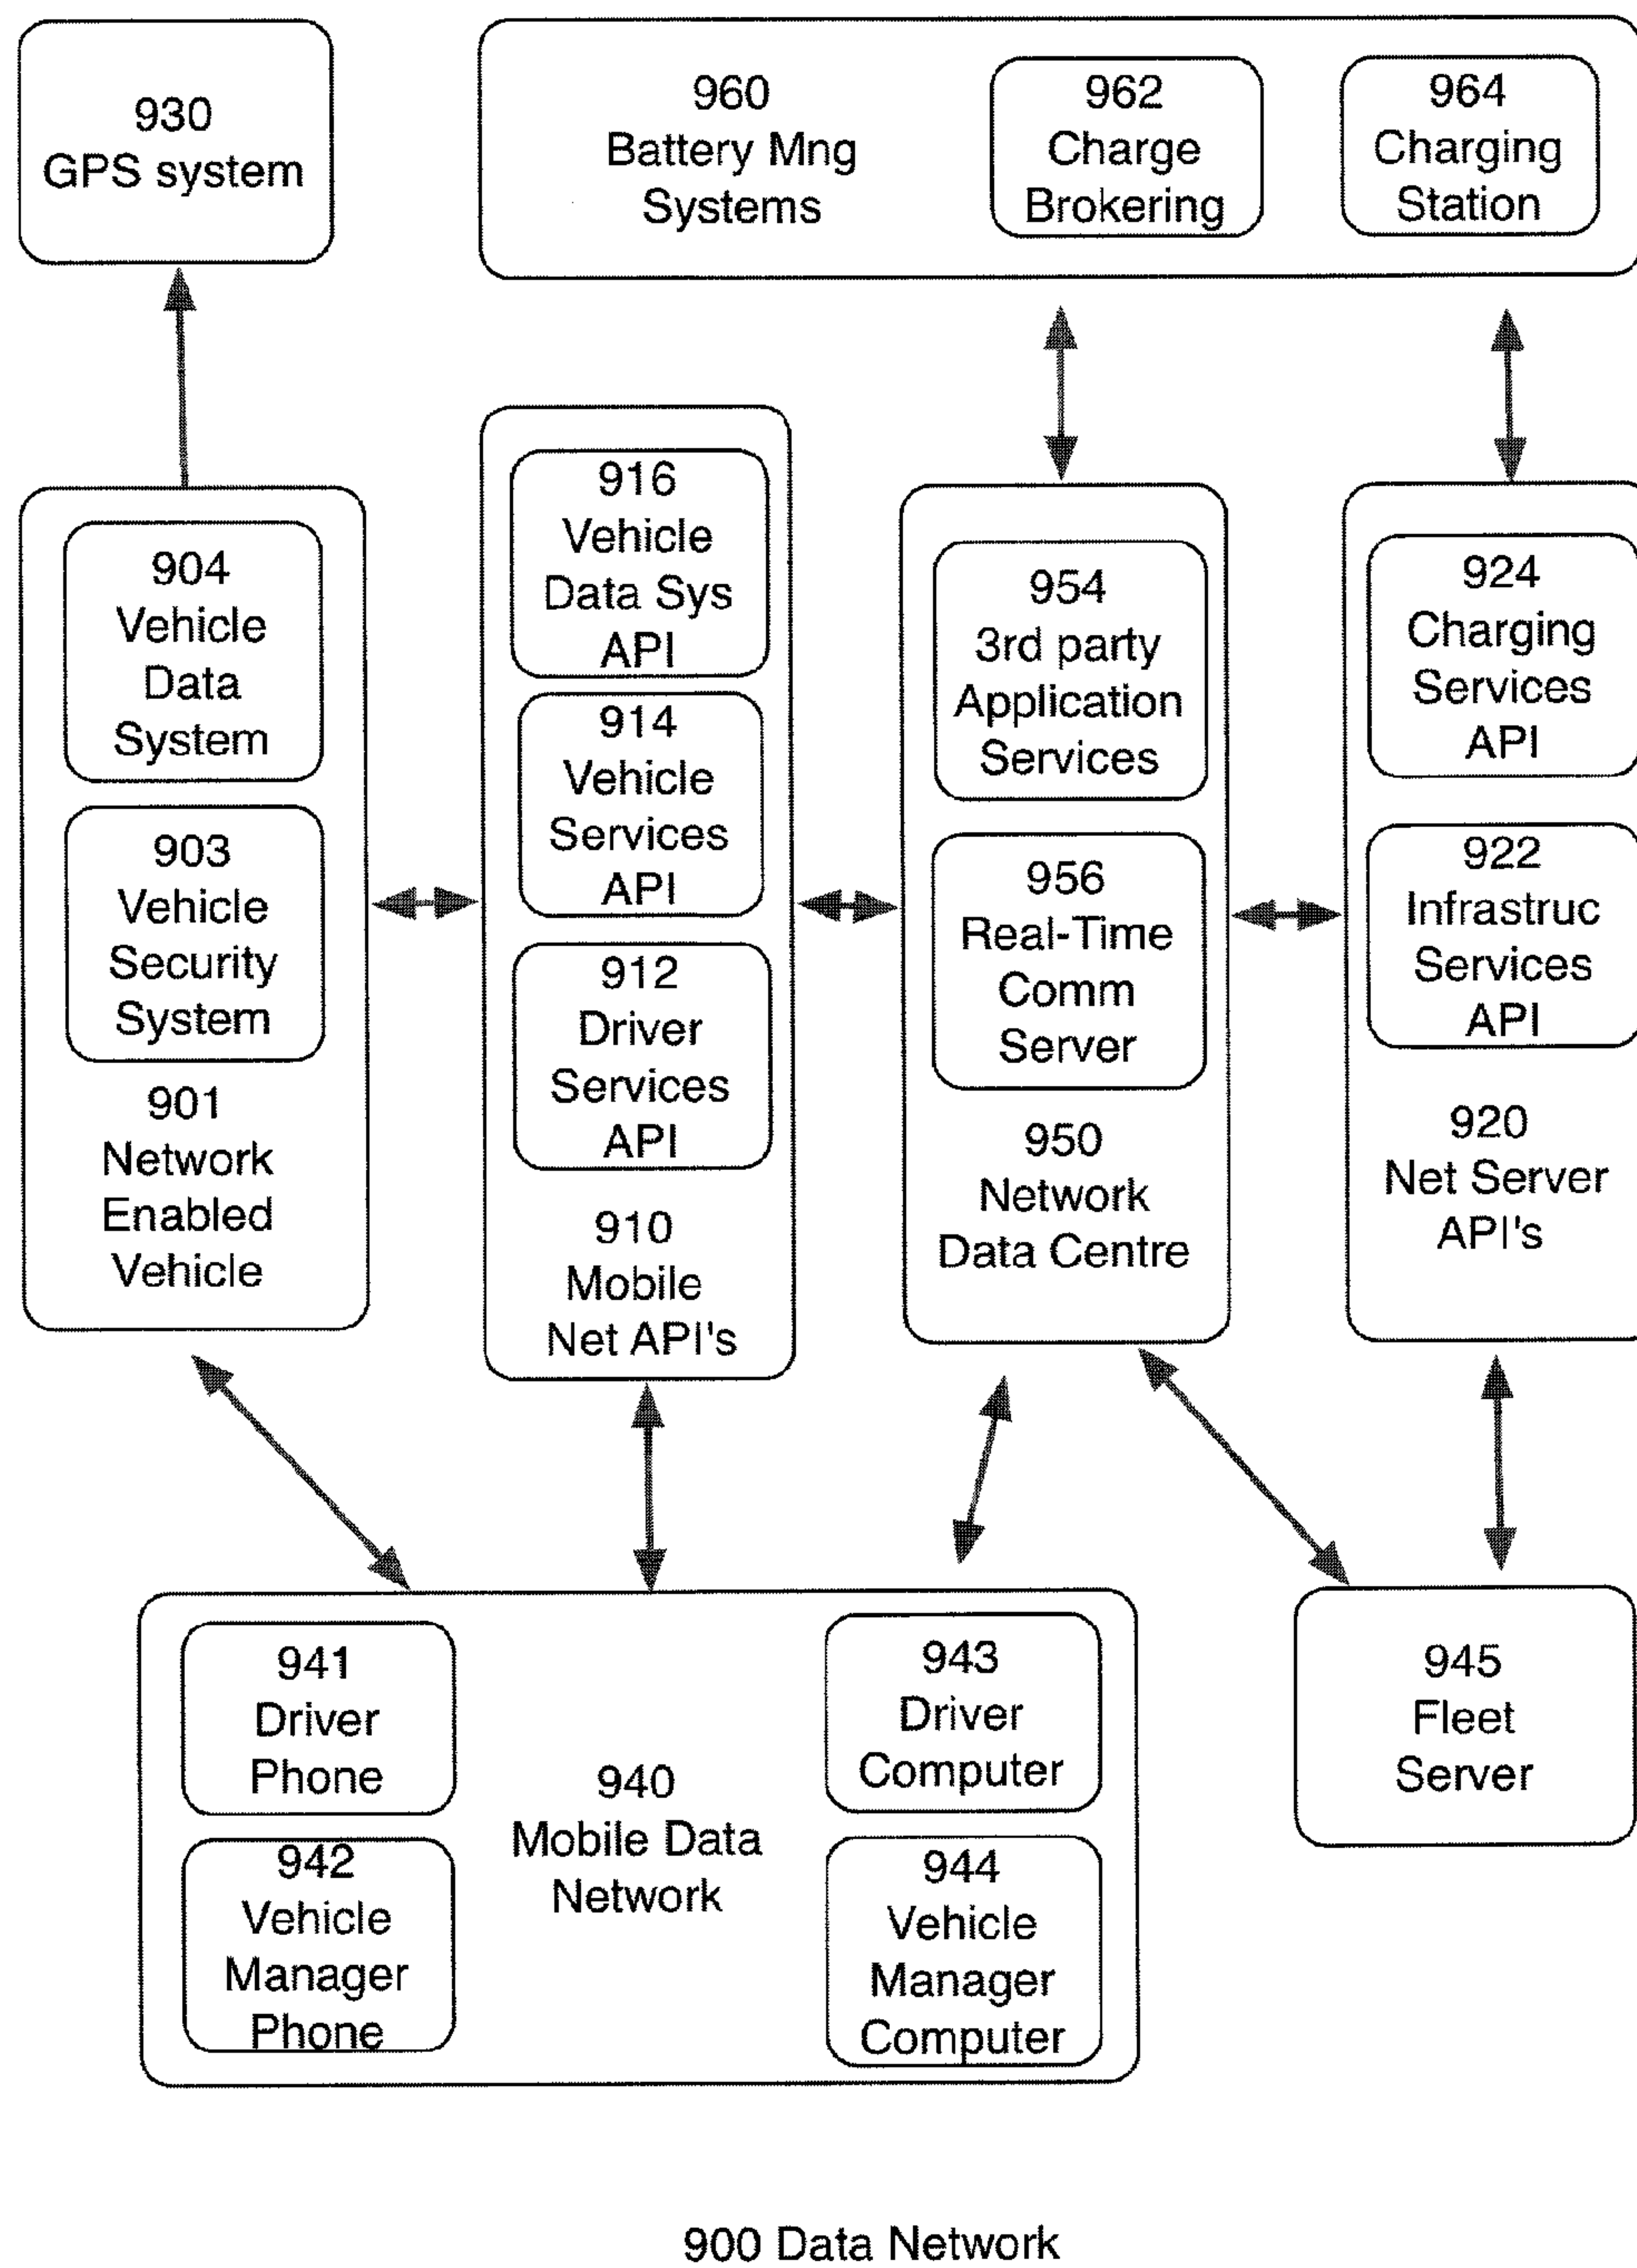 930
GPS system
960
Battery Mng
Systems
962
Charge
Brokering
964
Charging
Station
904
Vehicle
Data
System
903
Vehicle
Security
System
901
Network
Enabled
Vehicle
916
Vehicle
Data Sys
API
914
Vehicle
Services
API
912
Driver
Services
API
910
Mobile
Net API's
954
3rd party
Application
Services
956
Real-Time
Comm
Server
950
Network
Data Centre
924
Charging
Services
API
922
Infrastruc
Services
API
920
Net Server
API's
941
Driver
Phone
942
Vehicle
Manager
Phone
940
Mobile Data
Network
943
Driver
Computer
944
Vehicle
Manager
Computer
945
Fleet
Server
900 Data Network